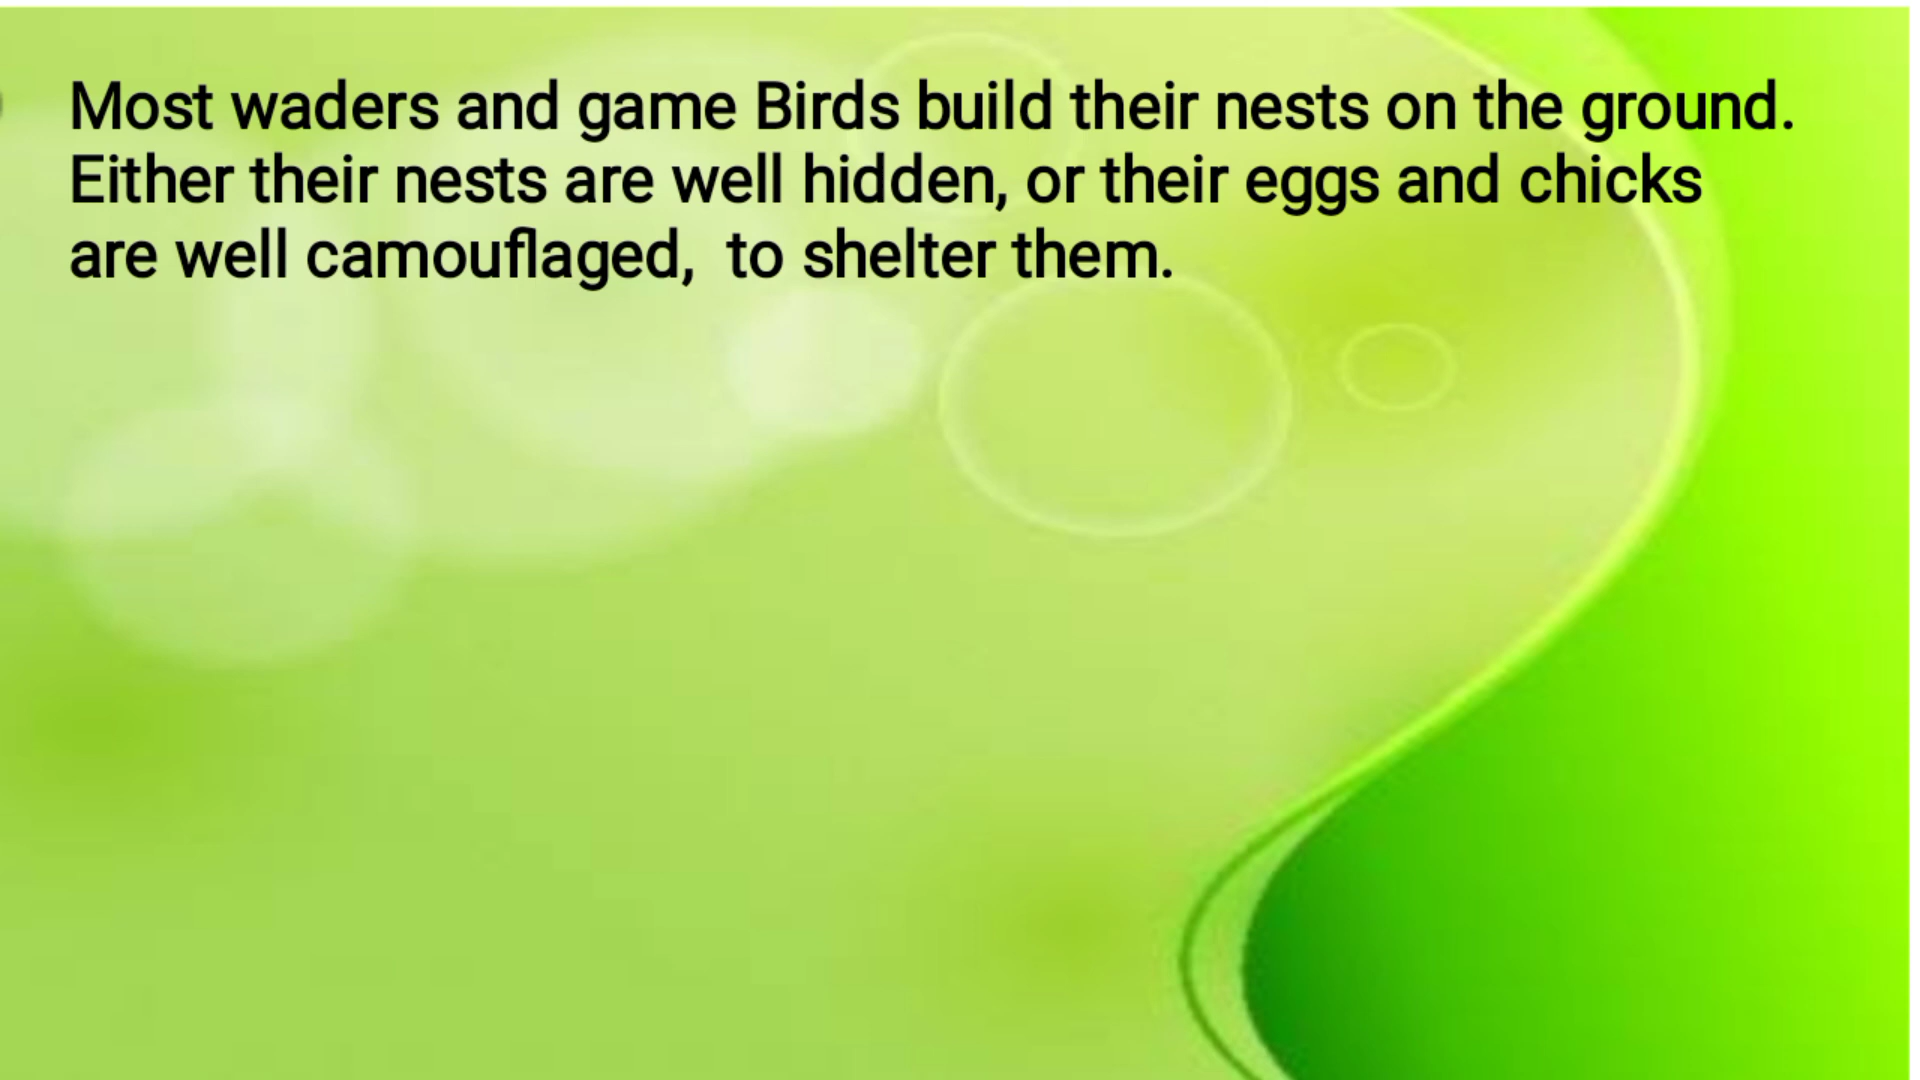 Most waders and game Birds build their nests on the ground.
Either their nests are well hidden, or their eggs and chicks
are well camouflaged,  to shelter them.